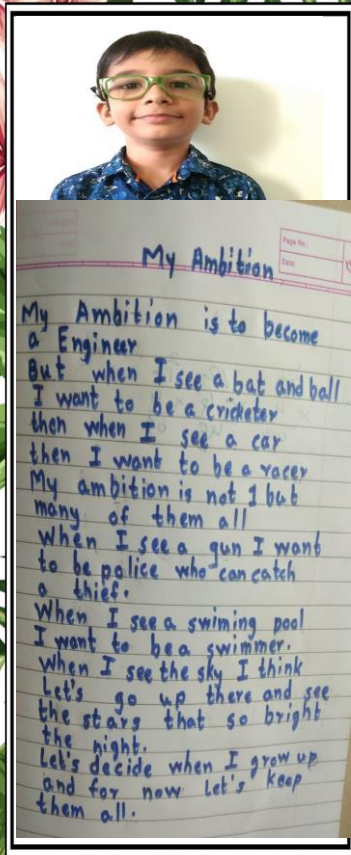 Page No.:
Date:
My Ambition
My Ambition is to become
a Engineer
But when I see a bat and ball
I want to be a cricketer
then when I see a car
then I want to be a racer
My ambition is not 1 but
many of them all
When I see a gun I want
to be police who can catch
a thief.
When I see a swiming pool
I want to be a swimmer.
When I see the sky I think
Let's go up there and see
the stars that so bright
the night.
Let's decide when I grow up
and for now let's keep
them all.